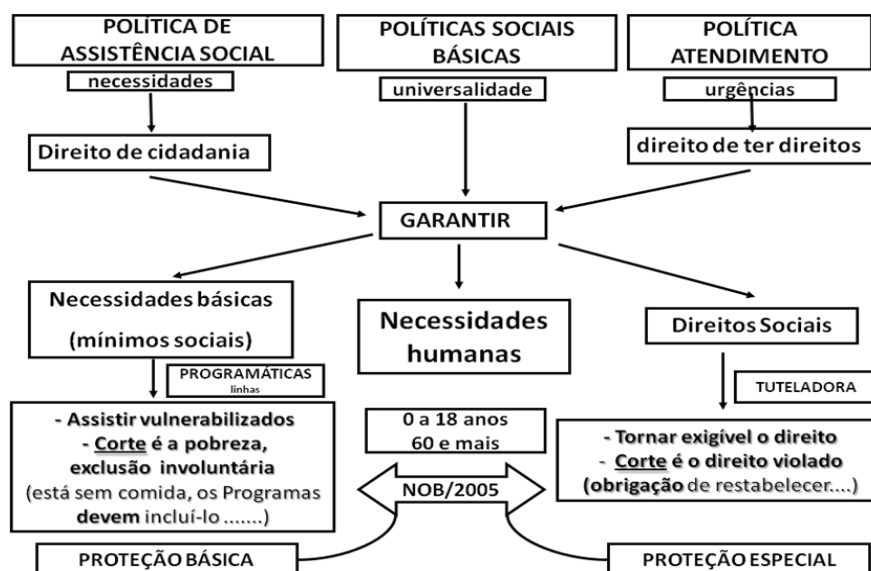 POLÍTICA DE
ASSISTÊNCIA SOCIAL
necessidades
POLÍTICAS SOCIAIS
BÁSICAS
universalidade
POLÍTICA
ATENDIMENTO
urgências
Direito de cidadania
direito de ter direitos
GARANTIR
Necessidades básicas
(mínimos sociais)
Necessidades
humanas
Direitos Sociais
PROGRAMÁTICAS
linhas
TUTELADORA
- Assistir vulnerabilizados
- Corte é a pobreza,
exclusão involuntária
(está sem comida, os Programas
devem incluí-lo .......)
0 a 18 anos
60 e mais
- Tornar exigível o direito
- Corte é o direito violado
(obrigação de restabelecer....)
NOB/2005
PROTEÇÃO BÁSICA
PROTEÇÃO ESPECIAL